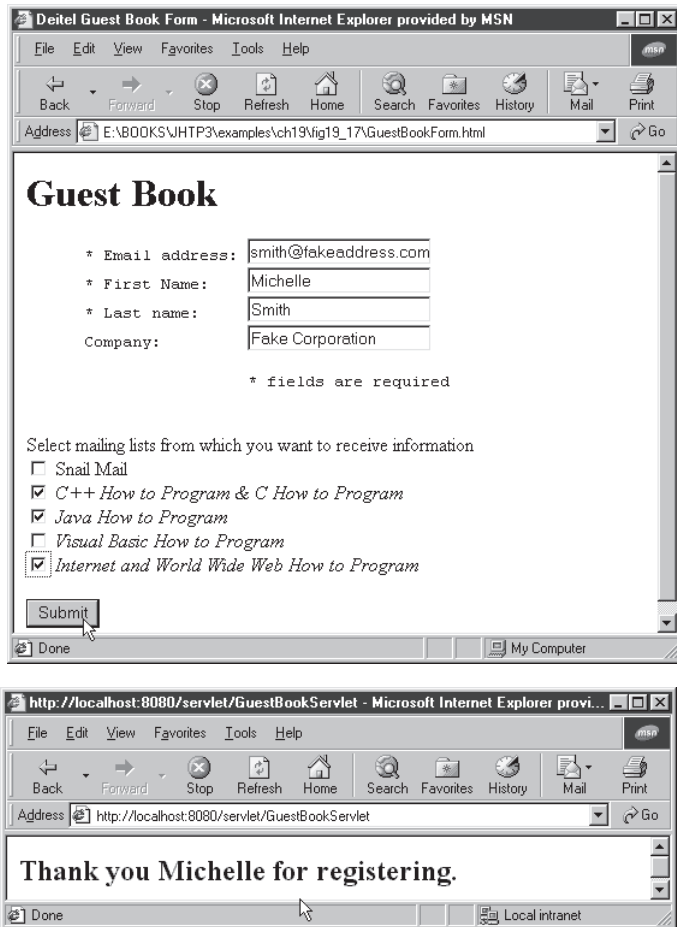 Deitel Guest Book Form - Microsoft Internet Explorer provided by MSN
File Edit View Favorites Tools Help
msn
Back Forward Stop Refresh Home Search Favorites History Mail Print
Address E:\BOOKS\JHTP3\examples\ch19\fig19_17\GuestBookForm.html Go
Guest Book
* Email address: smith@fakeaddress.com
* First Name: Michelle
* Last name: Smith
Company: Fake Corporation
* fields are required
Select mailing lists from which you want to receive information
Snail Mail
C++ How to Program & C How to Program
Java How to Program
Visual Basic How to Program
Internet and World Wide Web How to Program
Submit
Done My Computer
http://localhost:8080/servlet/GuestBookServlet - Microsoft Internet Explorer provi...
File Edit View Favorites Tools Help
msn
Back Forward Stop Refresh Home Search Favorites History Mail Print
Address http://localhost:8080/servlet/GuestBookServlet Go
Thank you Michelle for registering.
Done Local intranet